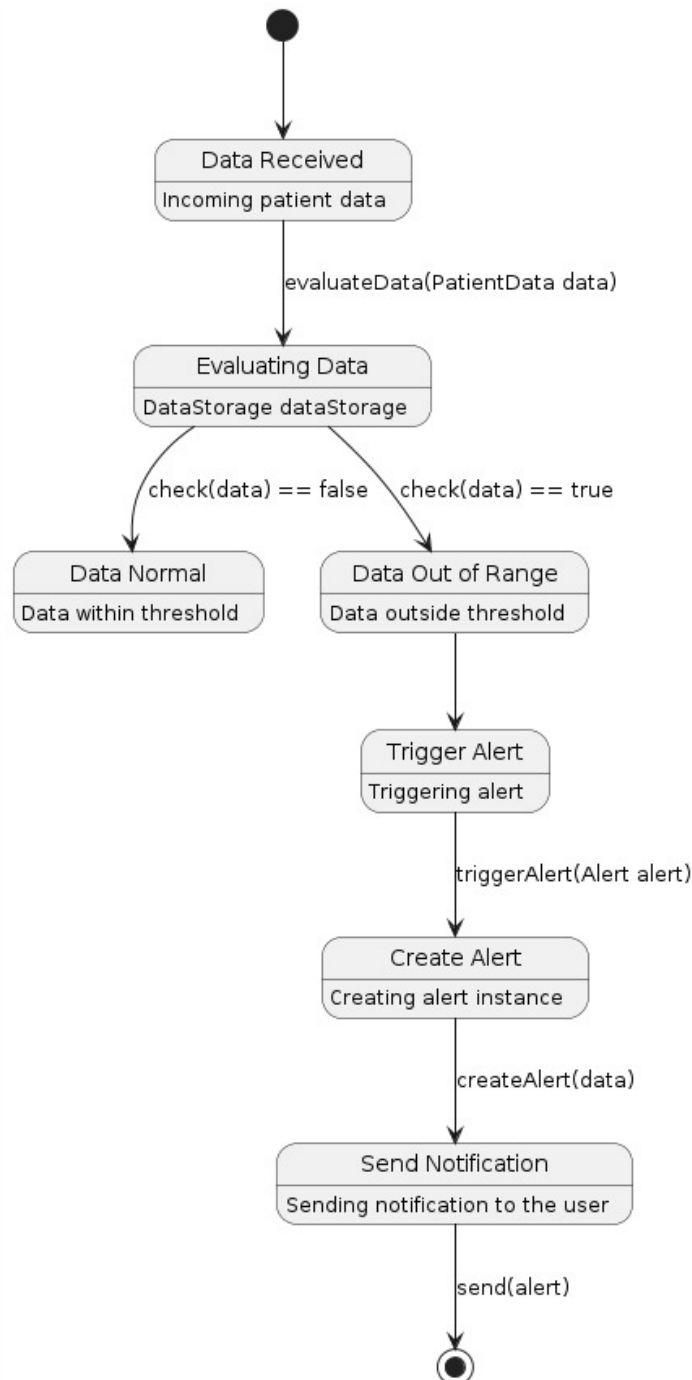 Data Received
Incoming patient data
evaluateData(PatientData data)
Evaluating Data
DataStorage dataStorage
check(data) == false
check(data) == true
Data Normal
Data within threshold
Data Out of Range
Data outside threshold
Trigger Alert
Triggering alert
triggerAlert(Alert alert)
Create Alert
Creating alert instance
createAlert(data)
Send Notification
Sending notification to the user
send(alert)